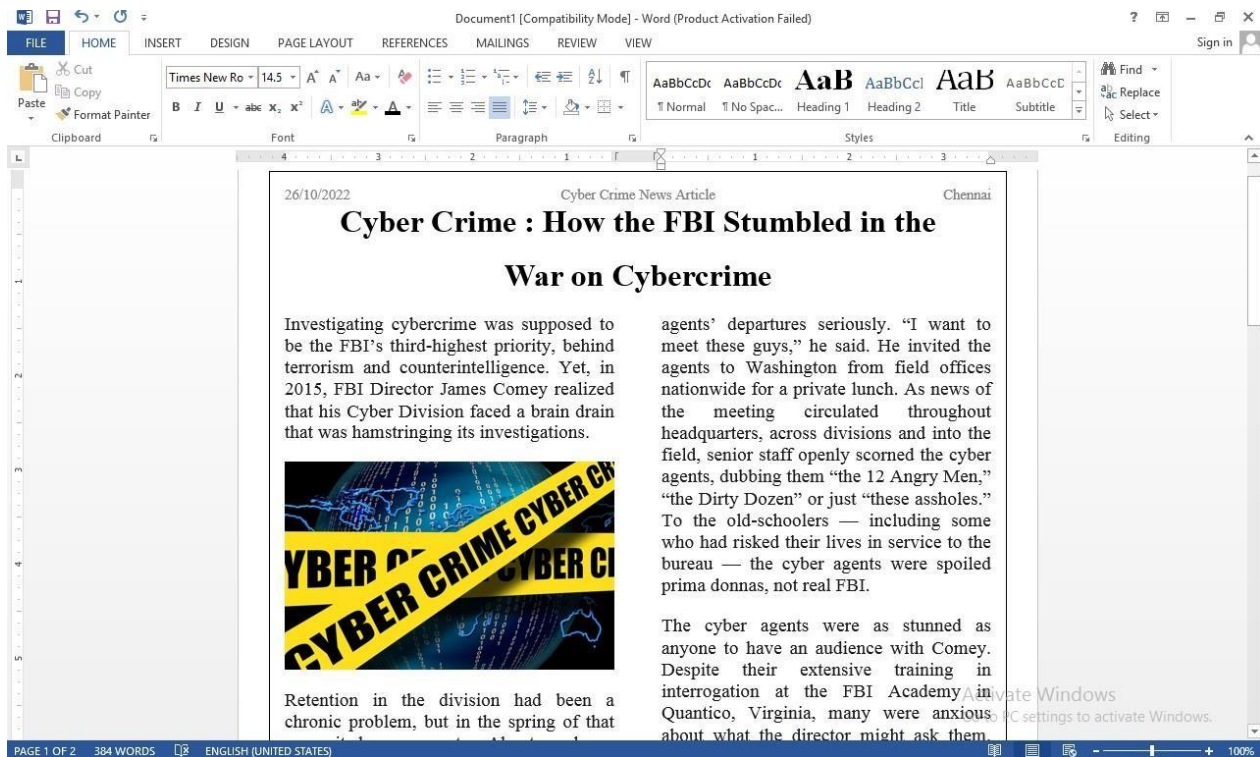 Document1 [Compatibility Mode] - Word (Product Activation Failed)
FILE HOME INSERT DESIGN PAGE LAYOUT REFERENCES MAILINGS REVIEW VIEW Sign in
Cut
Copy
Format Painter
Paste
Times New Ro 14.5
AaBbCcDc AaBbCcDc AaB AaBbCcI AaB AaBbCcD
¶ Normal ¶ No Spac... Heading 1 Heading 2 Title Subtitle
Find
Replace
Select
Clipboard Font Paragraph Styles Editing
4 3 2 1 1 2 3
26/10/2022 Cyber Crime News Article Chennai
Cyber Crime : How the FBI Stumbled in the
War on Cybercrime
Investigating cybercrime was supposed to
be the FBI's third-highest priority, behind
terrorism and counterintelligence. Yet, in
2015, FBI Director James Comey realized
that his Cyber Division faced a brain drain
that was hamstringing its investigations.
CYBER CRIME CYBER CR
YBER CR
YBER CI
Retention in the division had been a
chronic problem, but in the spring of that
agents' departures seriously. “I want to
meet these guys,” he said. He invited the
agents to Washington from field offices
nationwide for a private lunch. As news of
the meeting circulated throughout
headquarters, across divisions and into the
field, senior staff openly scorned the cyber
agents, dubbing them “the 12 Angry Men,”
“the Dirty Dozen” or just “these assholes.”
To the old-schoolers — including some
who had risked their lives in service to the
bureau — the cyber agents were spoiled
prima donnas, not real FBI.
The cyber agents were as stunned as
anyone to have an audience with Comey.
Despite their extensive training in
interrogation at the FBI Academy in
Quantico, Virginia, many were anxious
about what the director might ask them.
Activate Windows
Go to PC settings to activate Windows.
PAGE 1 OF 2 384 WORDS ENGLISH (UNITED STATES) 100%